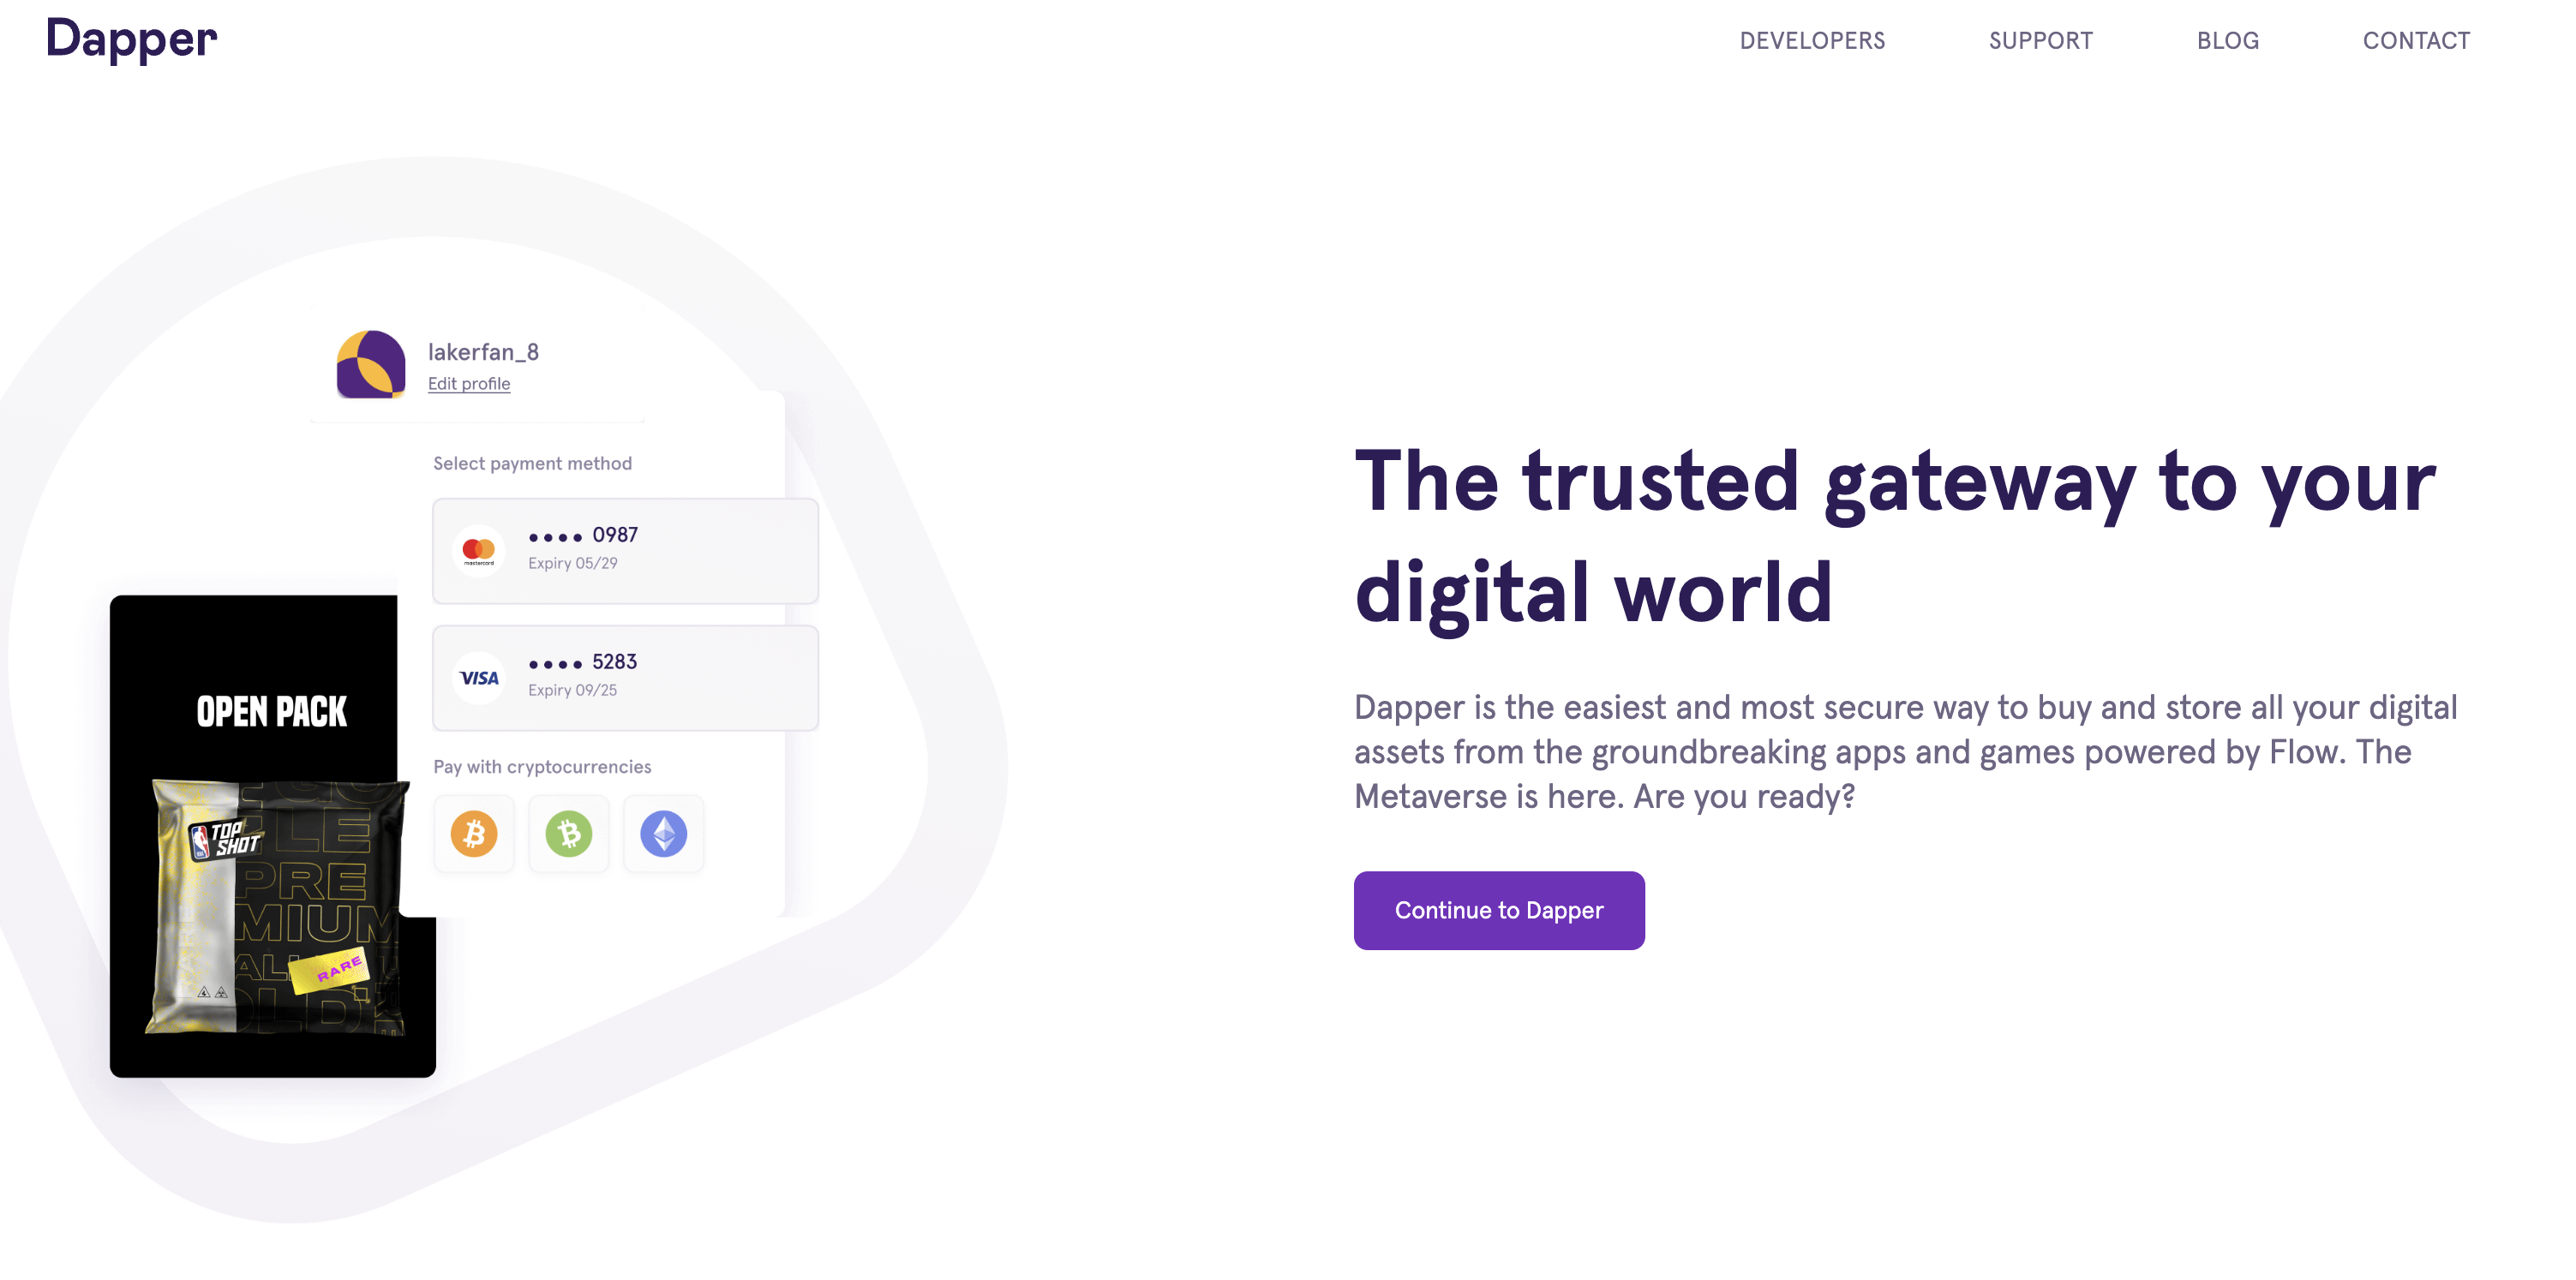 Dapper
DEVELOPERS
SUPPORT
BLOG
CONTACT
lakerfan_8
Edit profile
Select payment method
mastercard
•••• 0987
Expiry 05/29
VISA
•••• 5283
Expiry 09/25
Pay with cryptocurrencies
OPEN PACK
TOP
SHOT
PRE
MIUM
RARE
The trusted gateway to your
digital world
Dapper is the easiest and most secure way to buy and store all your digital
assets from the groundbreaking apps and games powered by Flow. The
Metaverse is here. Are you ready?
Continue to Dapper